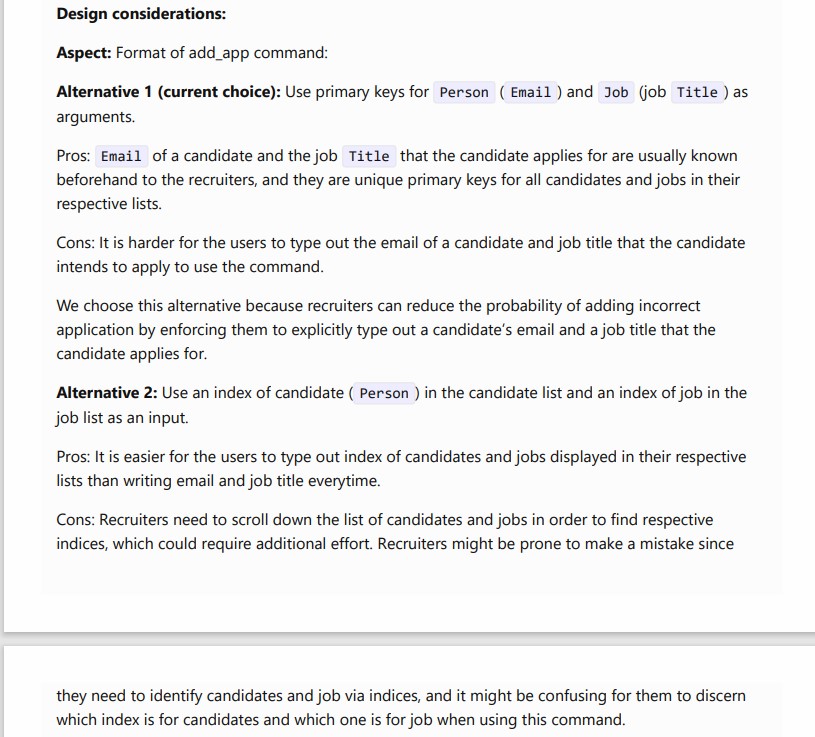 Design considerations:
Aspect: Format of add_app command:
Alternative 1 (current choice): Use primary keys for Person ( Email ) and Job (job Title ) as
arguments.
Pros: Email of a candidate and the job Title that the candidate applies for are usually known
beforehand to the recruiters, and they are unique primary keys for all candidates and jobs in their
respective lists.
Cons: It is harder for the users to type out the email of a candidate and job title that the candidate
intends to apply to use the command.
We choose this alternative because recruiters can reduce the probability of adding incorrect
application by enforcing them to explicitly type out a candidate’s email and a job title that the
candidate applies for.
Alternative 2: Use an index of candidate ( Person ) in the candidate list and an index of job in the
job list as an input.
Pros: It is easier for the users to type out index of candidates and jobs displayed in their respective
lists than writing email and job title everytime.
Cons: Recruiters need to scroll down the list of candidates and jobs in order to find respective
indices, which could require additional effort. Recruiters might be prone to make a mistake since
they need to identify candidates and job via indices, and it might be confusing for them to discern
which index is for candidates and which one is for job when using this command.